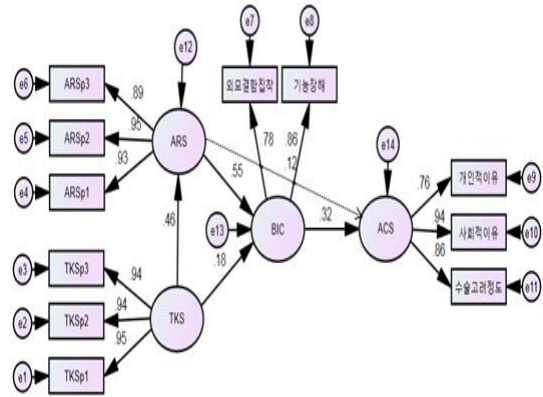 e7
e8
e12
외모결함집착
기능장해
e6
ARSp3
.89
e5
ARSp2
.95
ARS
.78
.86
.12
e14
e4
ARSp1
.93
.55
.76
개인적이유
e9
.46
e13
BIC
.32
ACS
.94
사회적이유
e10
e3
TKSp3
.94
.18
.86
수술고려정도
e11
e2
TKSp2
.94
TKS
e1
TKSp1
.95